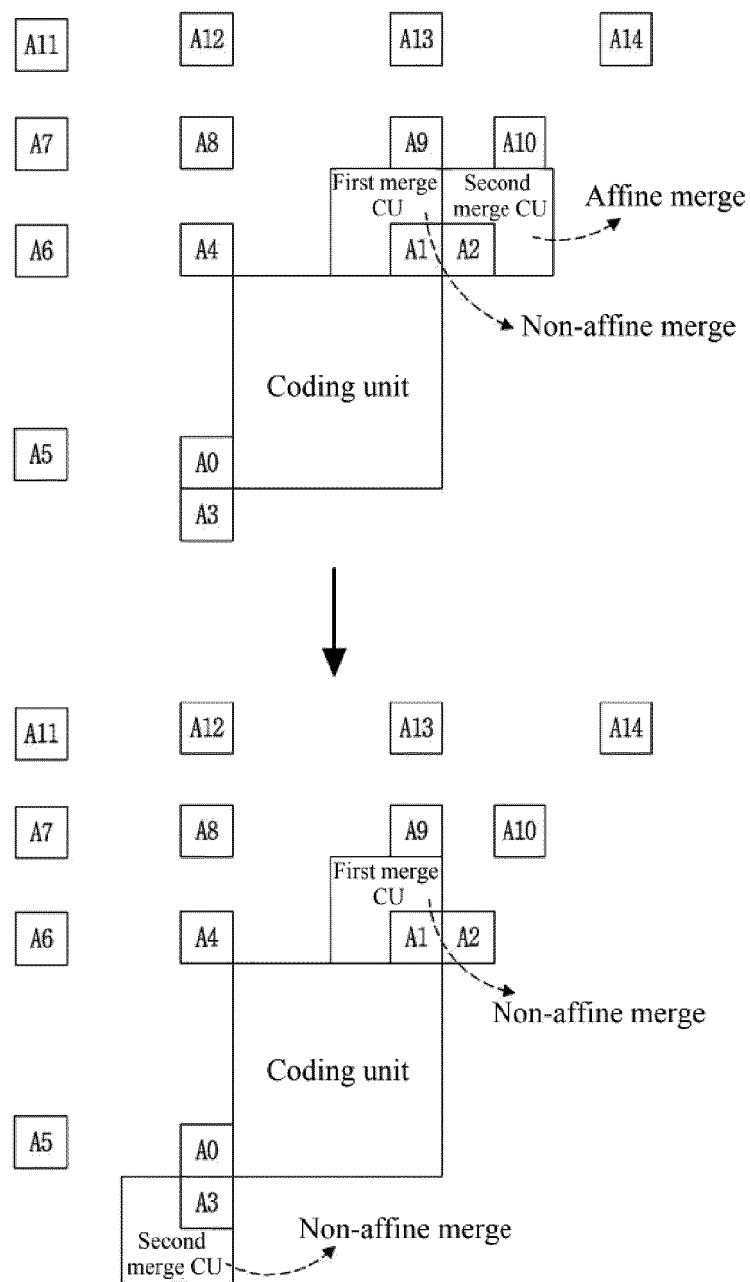 A11 A12 A13 A14
A7 A8 A9 A10
First merge
CU
Second
merge CU
Affine merge
A6 A4 A1 A2
Non-affine merge
Coding unit
A5 A0
A3
A11 A12 A13 A14
A7 A8 A9 A10
First merge
CU
A6 A4 A1 A2
Non-affine merge
Coding unit
A5 A0
A3
Second
merge CU
Non-affine merge